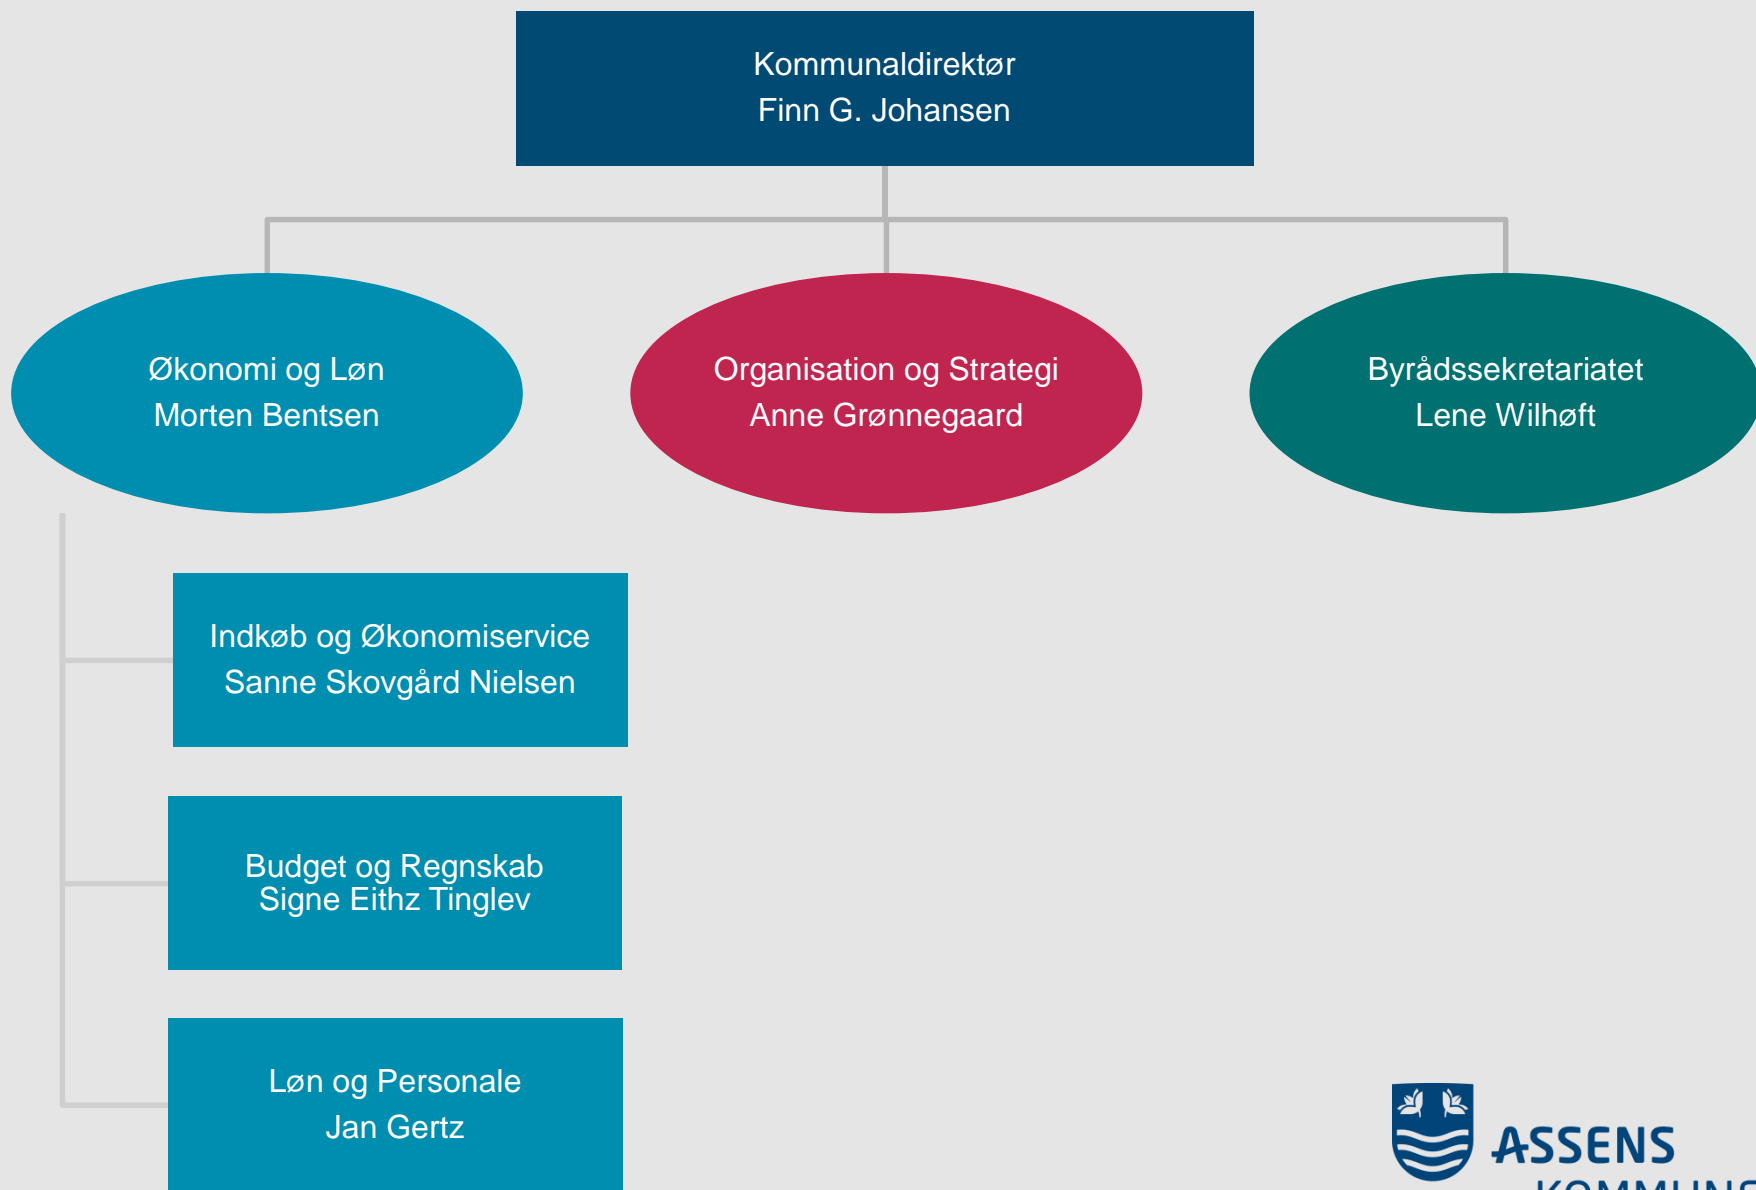 Kommunaldirektør
Finn G. Johansen
Økonomi og Løn
Morten Bentsen
Organisation og Strategi
Anne Grønnegaard
Byrådssekretariatet
Lene Wilhøft
Indkøb og Økonomiservice
Sanne Skovgård Nielsen
Budget og Regnskab
Signe Eithz Tinglev
Løn og Personale
Jan Gertz
ASSENS